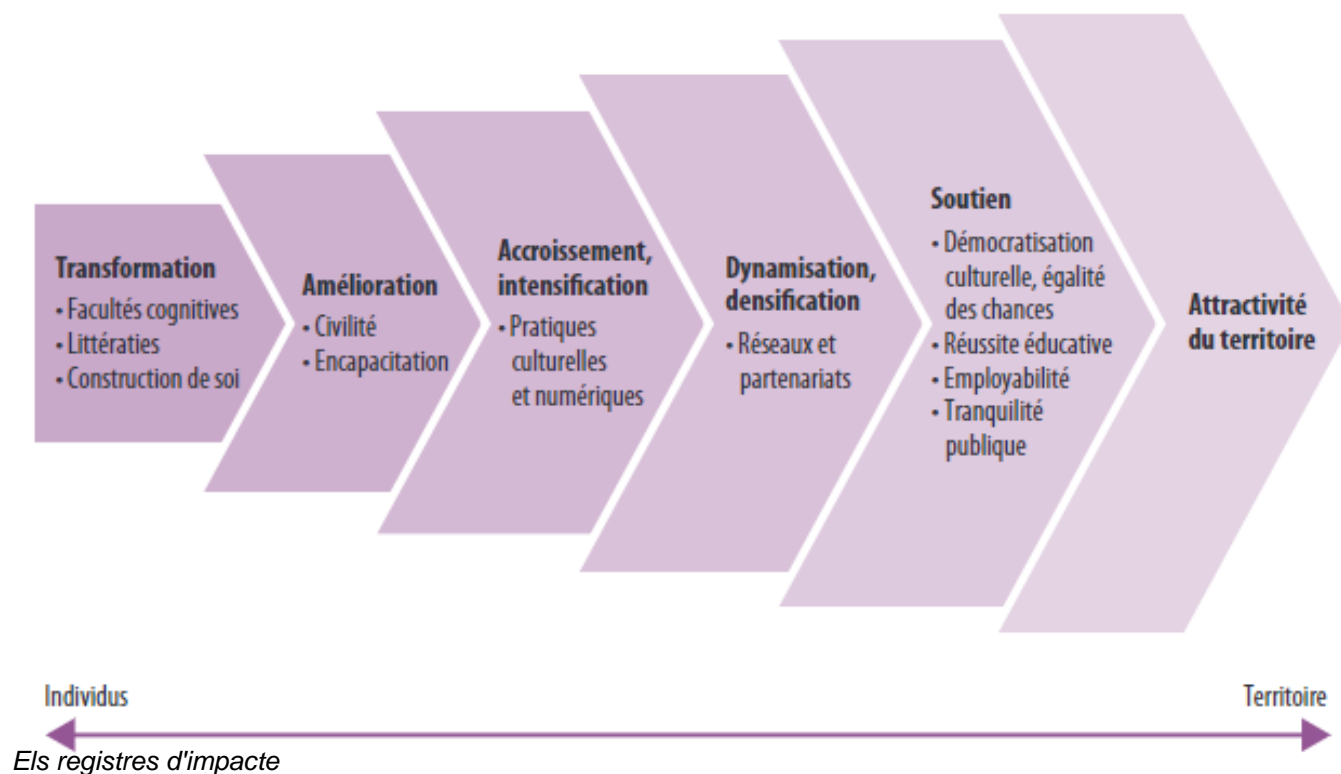 Transformation
• Facultés cognitives
• Littératies
• Construction de soi
Amélioration
• Civilité
• Encapacitation
Accroissement,
intensification
• Pratiques
culturelles
et numériques
Dynamisation,
densification
• Réseaux et
partenariats
Soutien
• Démocratisation
culturelle, égalité
des chances
• Réussite éducative
• Employabilité
• Tranquilité
publique
Attractivité
du territoire
Individus
Territoire
Els registres d'impacte